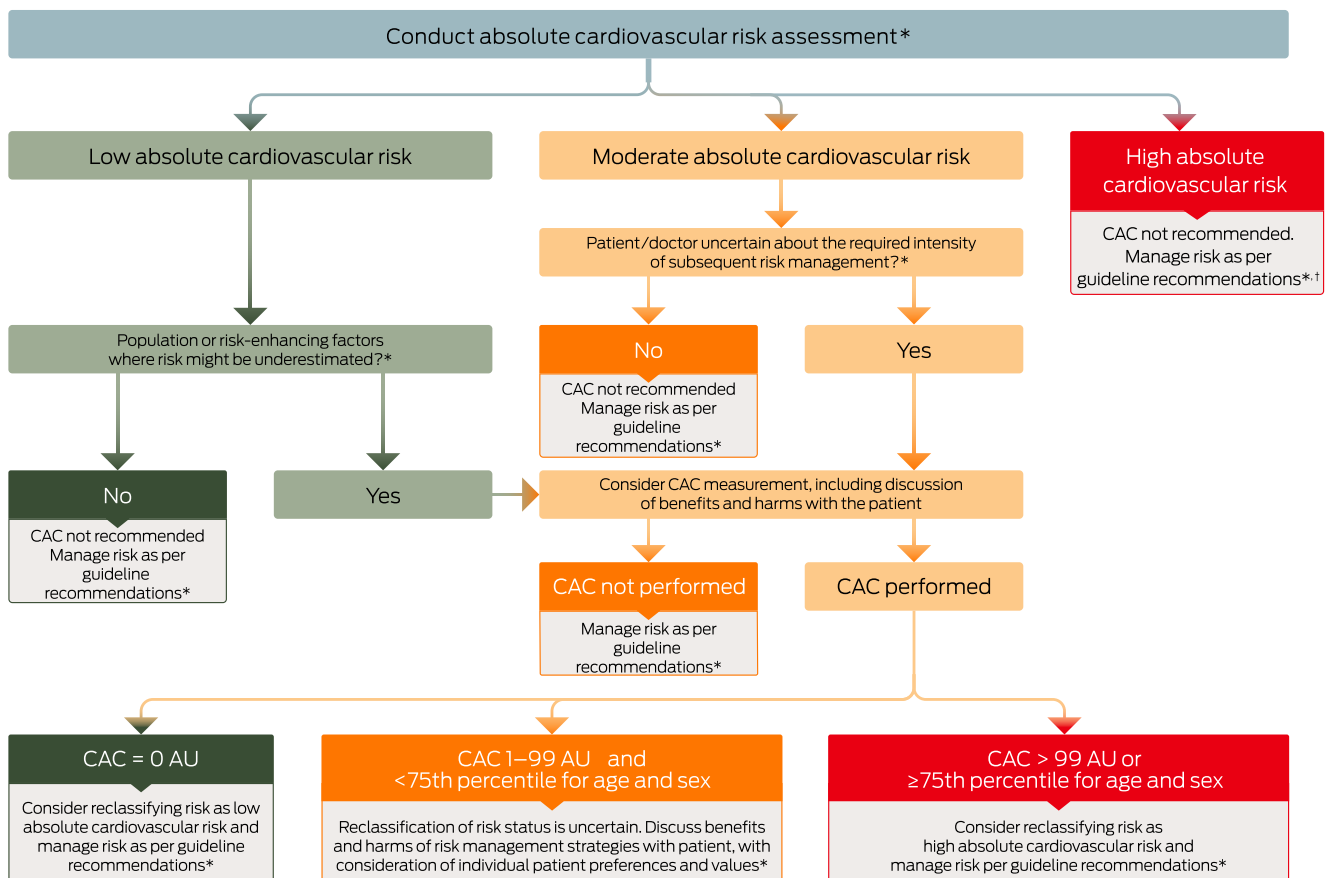 Conduct absolute cardiovascular risk assessment*
Low absolute cardiovascular risk
Moderate absolute cardiovascular risk
High absolute
cardiovascular risk
CAC not recommended.
Manage risk as per
guideline recommendations*,†
Patient/doctor uncertain about the required intensity
of subsequent risk management?*
Population or risk-enhancing factors
where risk might be underestimated?*
No
CAC not recommended
Manage risk as per
guideline
recommendations*
Yes
No
CAC not recommended
Manage risk as per
guideline
recommendations*
Yes
Consider CAC measurement, including discussion
of benefits and harms with the patient
CAC not performed
Manage risk as per
guideline
recommendations*
CAC performed
CAC = 0 AU
Consider reclassifying risk as low
absolute cardiovascular risk and
manage risk as per guideline
recommendations*
CAC 1–99 AU and
<75th percentile for age and sex
Reclassification of risk status is uncertain. Discuss benefits
and harms of risk management strategies with patient, with
consideration of individual patient preferences and values*
CAC > 99 AU or
≥75th percentile for age and sex
Consider reclassifying risk as
high absolute cardiovascular risk and
manage risk per guideline recommendations*